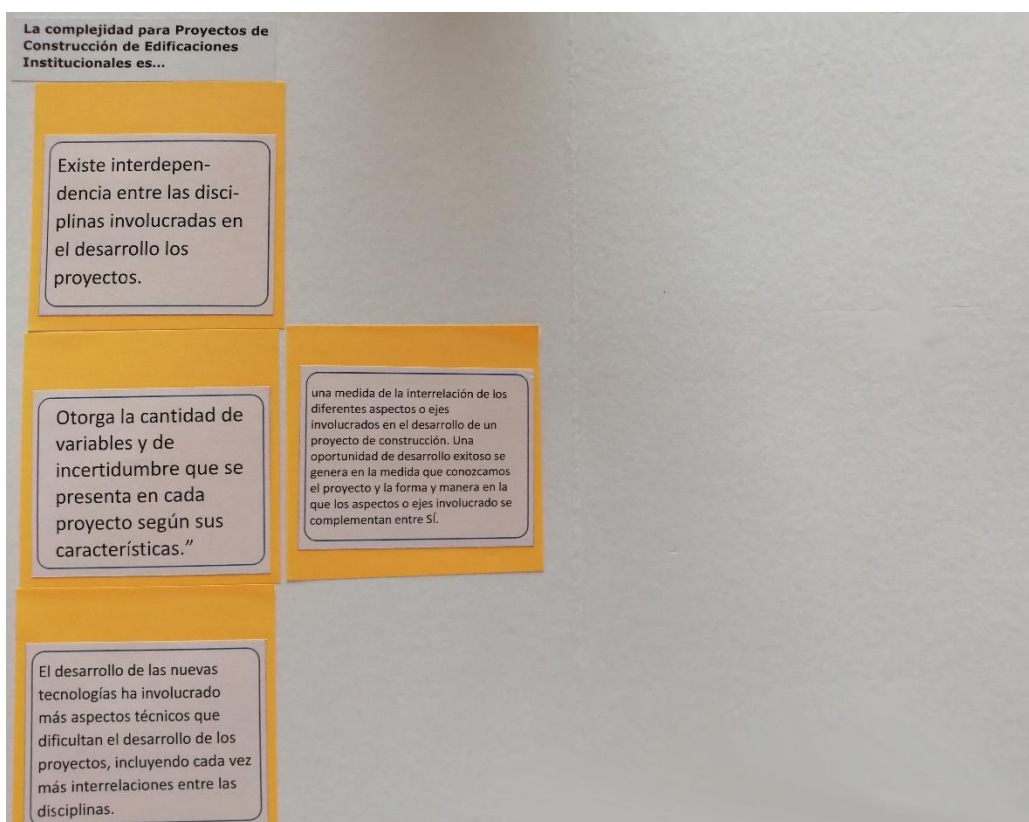 La complejidad para Proyectos de
Construcción de Edificaciones
Institucionales es...
Existe interdepen-
dencia entre las disci-
plinas involucradas en
el desarrollo los
proyectos.
Otorga la cantidad de
variables y de
incertidumbre que se
presenta en cada
proyecto según sus
características.”
una medida de la interrelación de los
diferentes aspectos o ejes
involucrados en el desarrollo de un
proyecto de construcción. Una
oportunidad de desarrollo exitoso se
genera en la medida que conozcamos
el proyecto y la forma y manera en la
que los aspectos o ejes involucrado se
complementan entre SÍ.
El desarrollo de las nuevas
tecnologías ha involucrado
más aspectos técnicos que
dificultan el desarrollo de los
proyectos, incluyendo cada vez
más interrelaciones entre las
disciplinas.